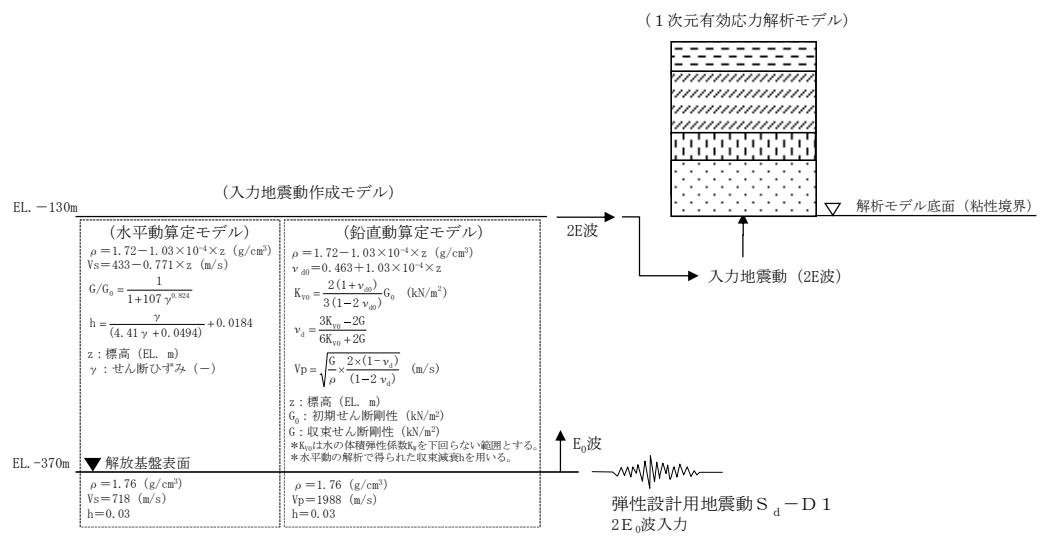 （１次元有効応力解析モデル）
（入力地震動作成モデル）
EL.－130m
2E波
解析モデル底面（粘性境界）
入力地震動（2E波）
（水平動算定モデル）
ρ＝1.72－1.03×10⁻⁴×z（g/cm³）
Vs＝433－0.771×z（m/s）
G/G₀＝1/(1＋107 γ^0.824)
h＝γ/(4.41γ＋0.0494)＋0.0184
z：標高（EL. m）
γ：せん断ひずみ（－）
（鉛直動算定モデル）
ρ＝1.72－1.03×10⁻⁴×z（g/cm³）
ν_d0＝0.463＋1.03×10⁻⁴×z
K_V0＝2(1＋ν_d0)/3(1－2ν_d0) G₀（kN/m²）
ν_d＝(3K_V0－2G)/(6K_V0＋2G)
Vp＝√(G/ρ×2×(1－ν_d)/(1－2ν_d))（m/s）
z：標高（EL. m）
G₀：初期せん断剛性（kN/m²）
G：収束せん断剛性（kN/m²）
＊K_V0は水の体積弾性係数K_Wを下回らない範囲とする。
＊水平動の解析で得られた収束減衰hを用いる。
E₀波
EL.-370m
解放基盤表面
ρ＝1.76（g/cm³）
Vs＝718（m/s）
h＝0.03
ρ＝1.76（g/cm³）
Vp＝1988（m/s）
h＝0.03
弾性設計用地震動Ｓ_d－Ｄ１
2Ｅ₀波入力